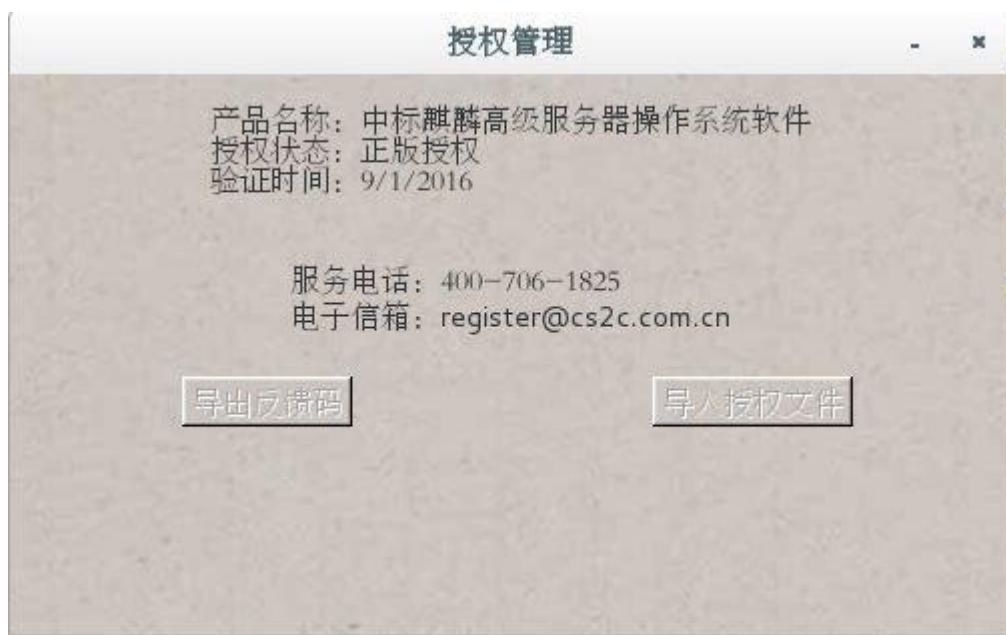 授权管理
产品名称：中标麒麟高级服务器操作系统软件
授权状态：正版授权
验证时间：9/1/2016
服务电话：400-706-1825
电子信箱：register@cs2c.com.cn
导出反馈码
导入授权文件